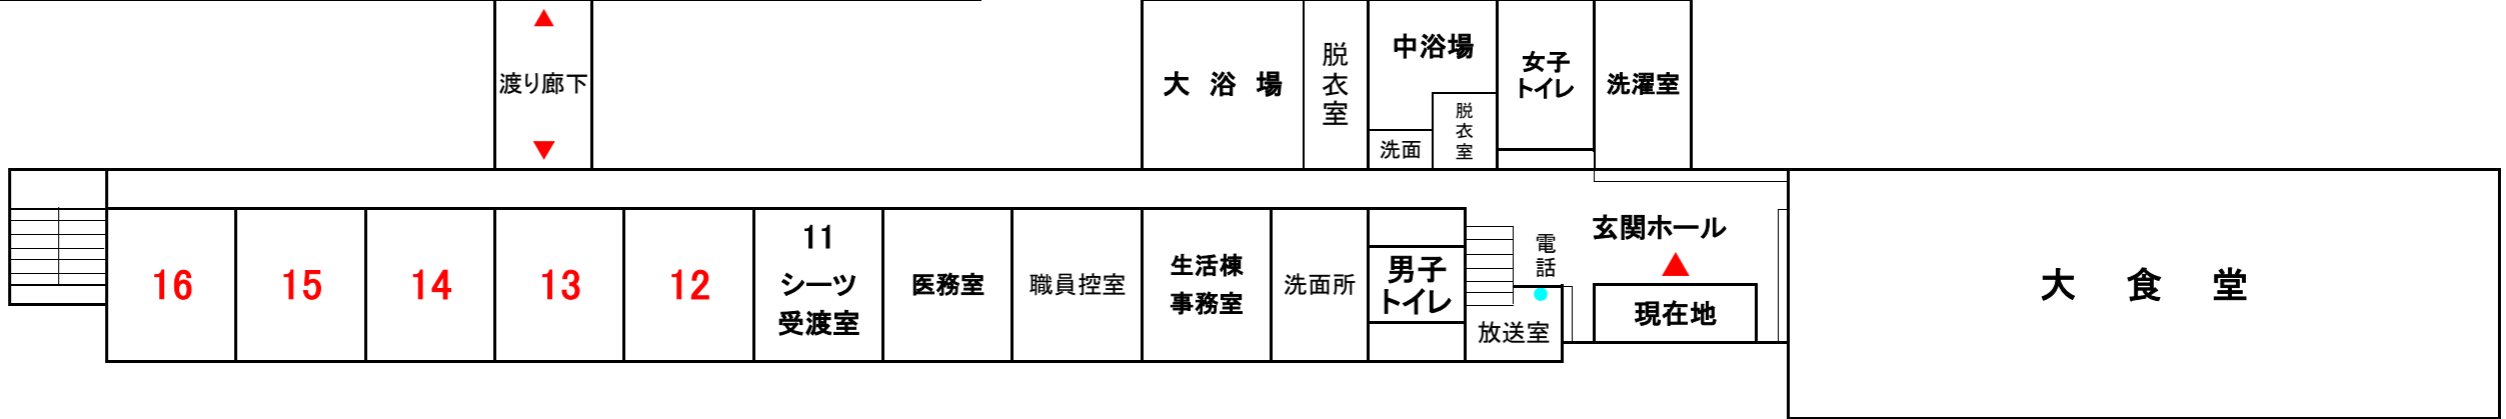 渡り廊下
大 浴 場
脱衣室
中浴場
洗面
脱衣室
女子
トイレ
洗濯室
16
15
14
13
12
11
シーツ
受渡室
医務室
職員控室
生活棟
事務室
洗面所
男子
トイレ
電話
放送室
玄関ホール
現在地
大 食 堂